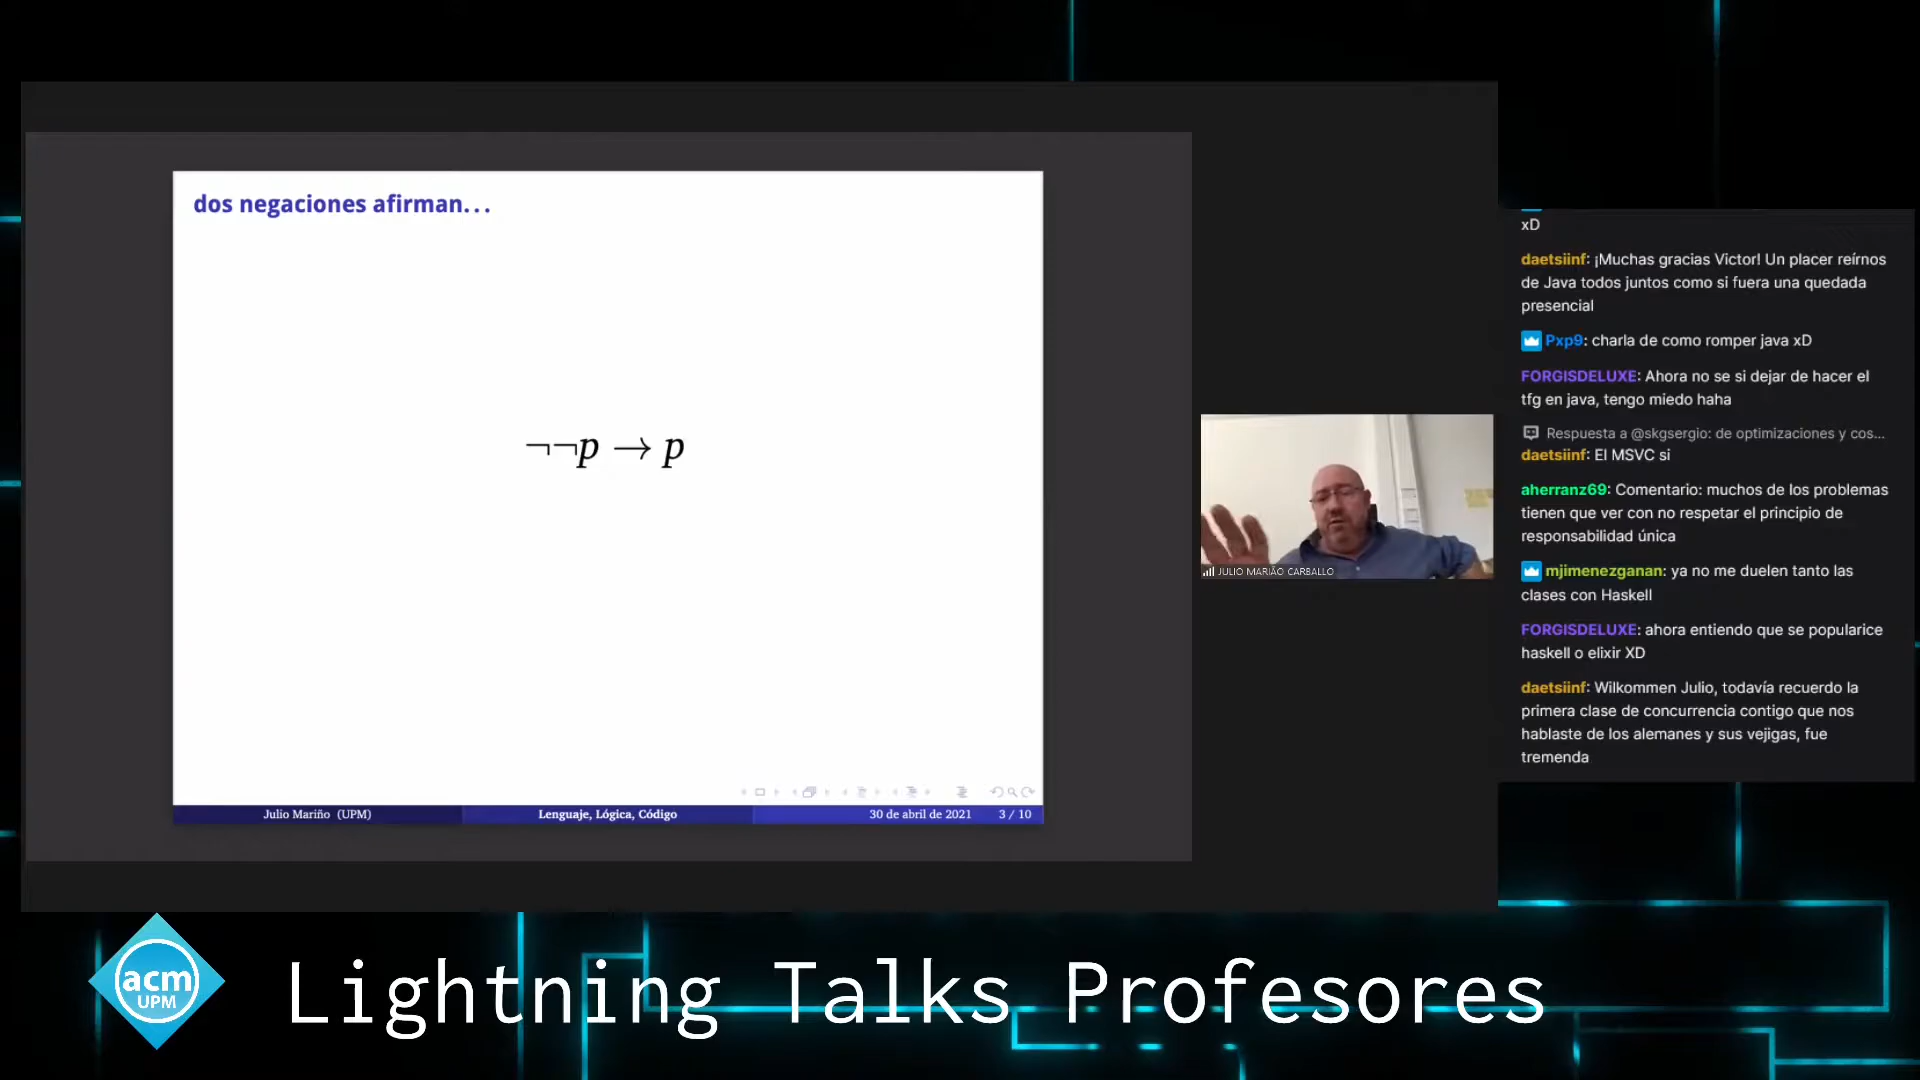 dos negaciones afirman...
¬¬p → p
Julio Mariño (UPM)
Lenguaje, Lógica, Código
30 de abril de 2021
3 / 10
JULIO MARIÃO CARBALLO
xD
daetsiinf: ¡Muchas gracias Victor! Un placer reírnos
de Java todos juntos como si fuera una quedada
presencial
Pxp9: charla de como romper java xD
FORGISDELUXE: Ahora no se si dejar de hacer el
tfg en java, tengo miedo haha
Respuesta a @skgsergio: de optimizaciones y cos...
daetsiinf: El MSVC si
aherranz69: Comentario: muchos de los problemas
tienen que ver con no respetar el principio de
responsabilidad única
mjimenezganan: ya no me duelen tanto las
clases con Haskell
FORGISDELUXE: ahora entiendo que se popularice
haskell o elixir XD
daetsiinf: Wilkommen Julio, todavía recuerdo la
primera clase de concurrencia contigo que nos
hablaste de los alemanes y sus vejigas, fue
tremenda
acm
UPM
Lightning Talks Profesores